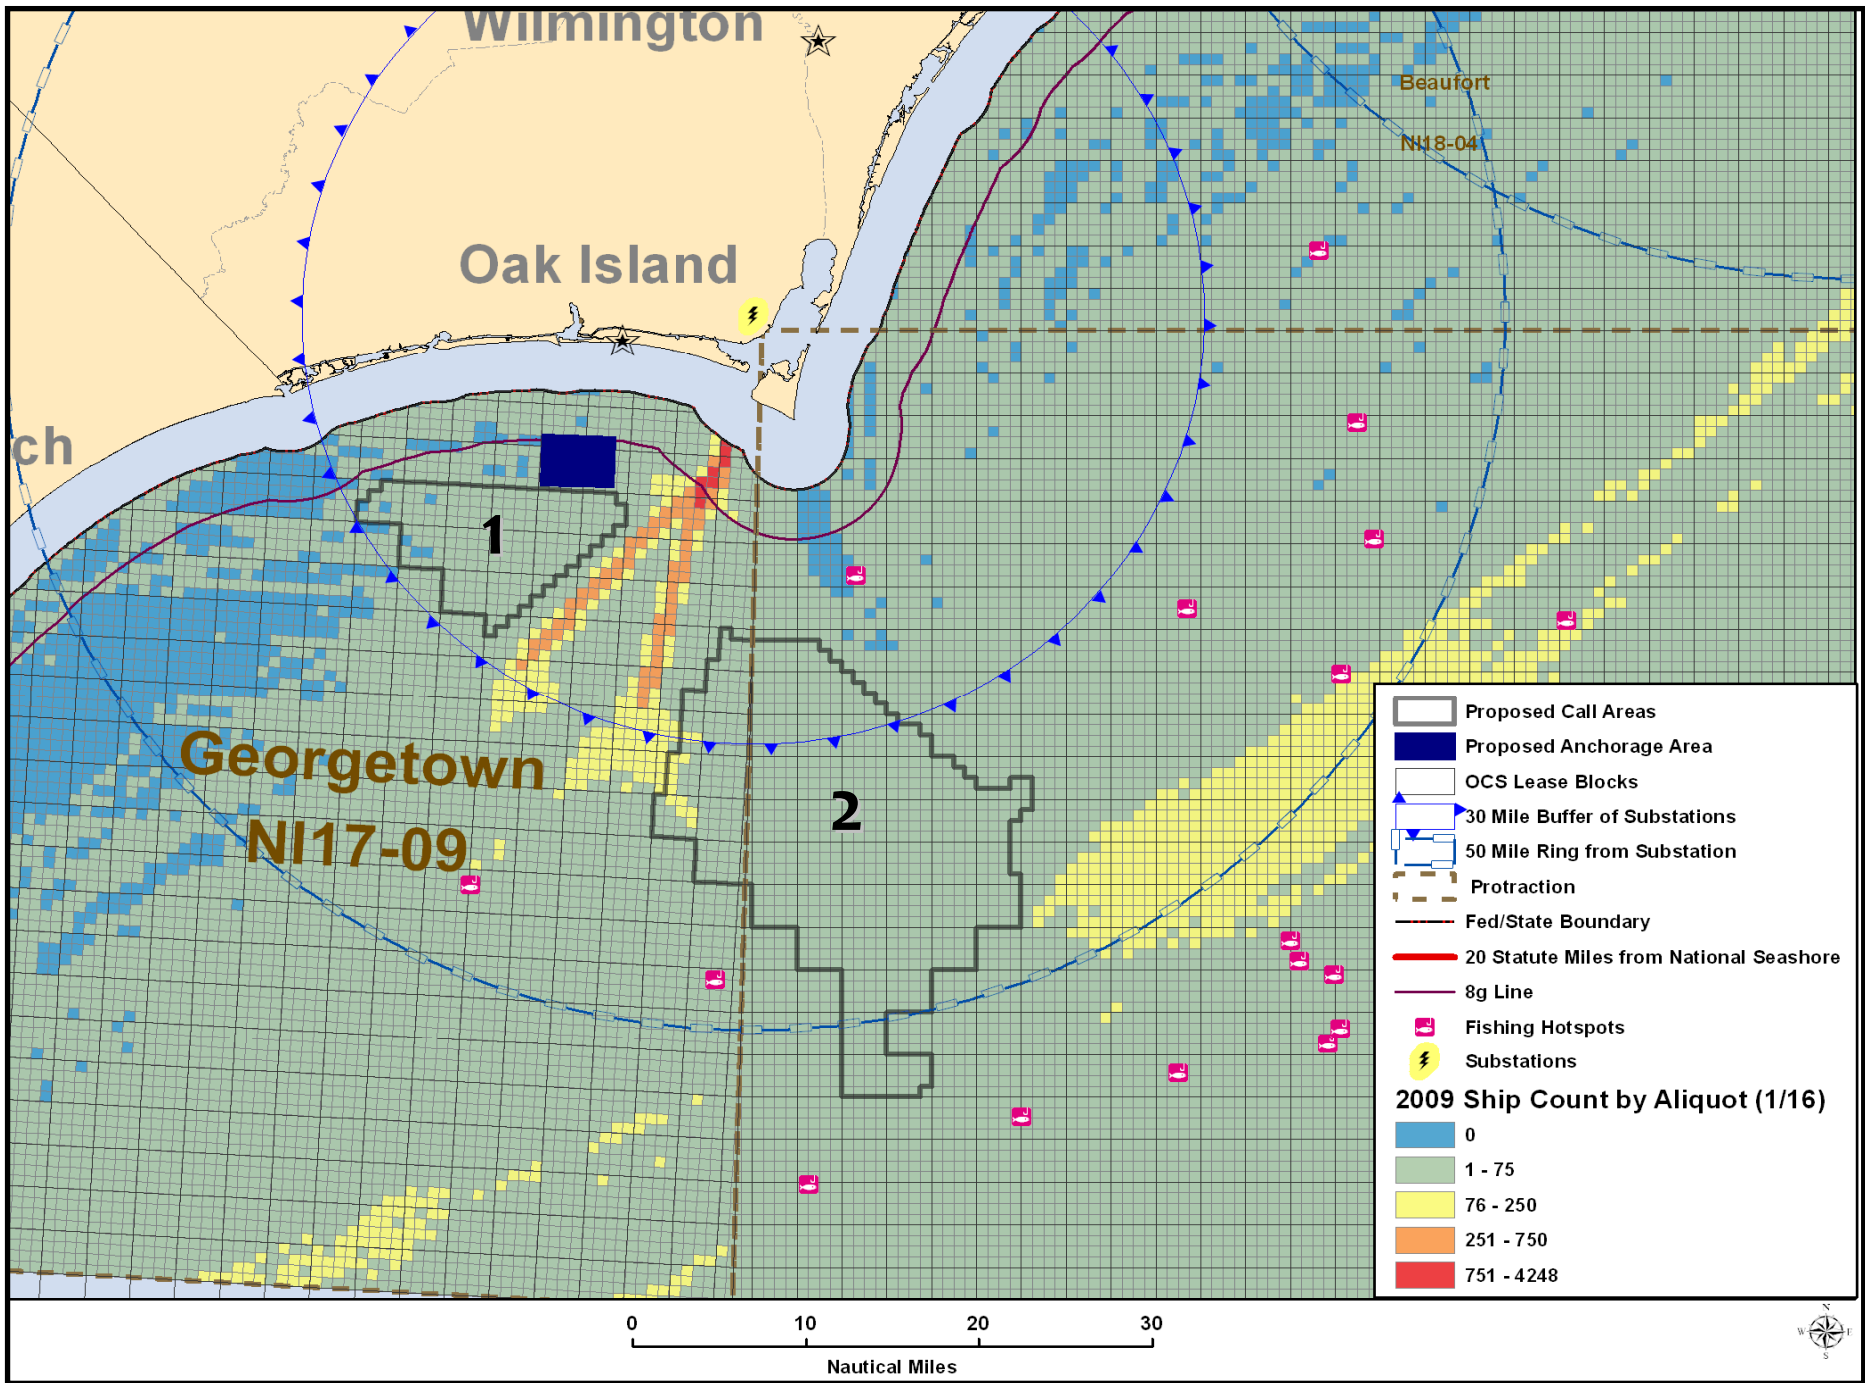 Wilmington
Beaufort
NI18-04
Oak Island
ch
1
Georgetown
NI17-09
2
Proposed Call Areas
Proposed Anchorage Area
OCS Lease Blocks
30 Mile Buffer of Substations
50 Mile Ring from Substation
Protraction
Fed/State Boundary
20 Statute Miles from National Seashore
8g Line
Fishing Hotspots
Substations
2009 Ship Count by Aliquot (1/16)
0
1 - 75
76 - 250
251 - 750
751 - 4248
0 10 20 30
Nautical Miles
N
W E
S